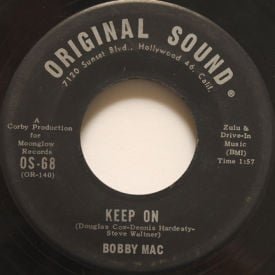 ORIGINAL SOUND®
7120 Sunset Blvd., Hollywood 46, Calif.
A
Corby Production
for
Moonglow
Records
OS-68
(OR-140)
Zulu &
Drive-In
Music
(BMI)
Time 1:57
KEEP ON
(Douglas Cox-Dennis Hardesty-
Steve Waltner)
BOBBY MAC